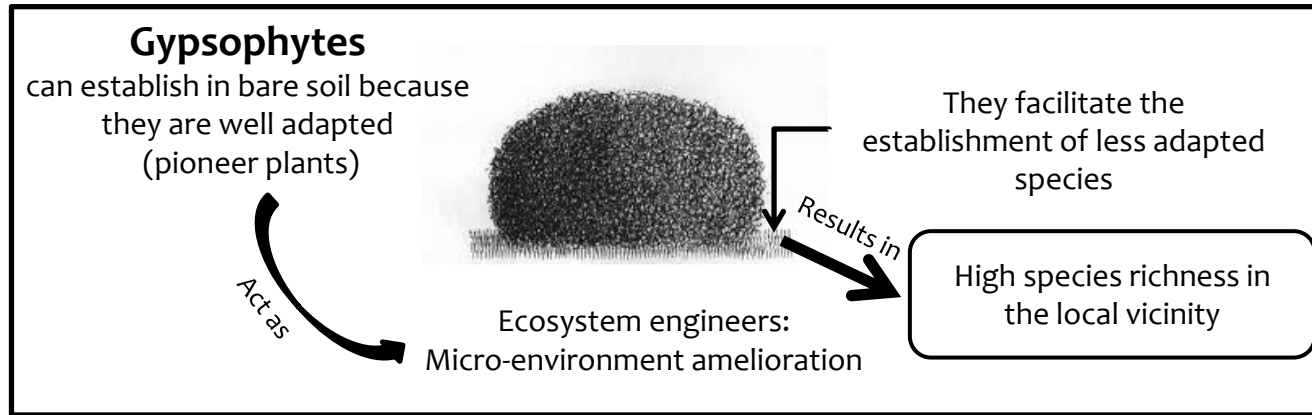 Gypsophytes
can establish in bare soil because
they are well adapted
(pioneer plants)
Act as
Ecosystem engineers:
Micro-environment amelioration
They facilitate the
establishment of less adapted
species
Results in
High species richness in
the local vicinity